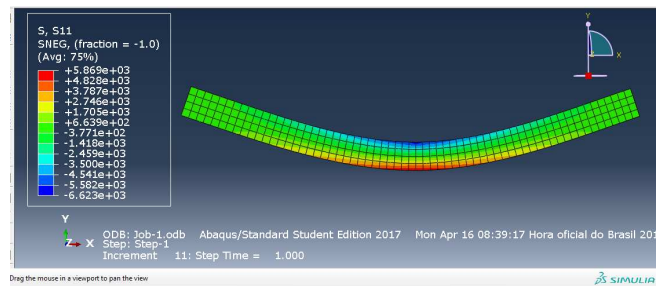 S, S11
SNEG, (fraction = -1.0)
(Avg: 75%)
+5.869e+03
+4.828e+03
+3.787e+03
+2.746e+03
+1.705e+03
+6.639e+02
-3.771e+02
-1.418e+03
-2.459e+03
-3.500e+03
-4.541e+03
-5.582e+03
-6.623e+03
Y
X
Y
Z
X
ODB: Job-1.odb Abaqus/Standard Student Edition 2017 Mon Apr 16 08:39:17 Hora oficial do Brasil 201
Step: Step-1
Increment 11: Step Time = 1.000
Drag the mouse in a viewport to pan the view
SIMULIA